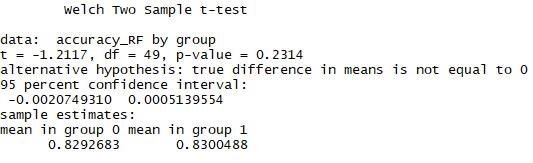 Welch Two Sample t-test
data:  accuracy_RF by group
t = -1.2117, df = 49, p-value = 0.2314
alternative hypothesis: true difference in means is not equal to 0
95 percent confidence interval:
 -0.0020749310  0.0005139554
sample estimates:
mean in group 0 mean in group 1
      0.8292683       0.8300488